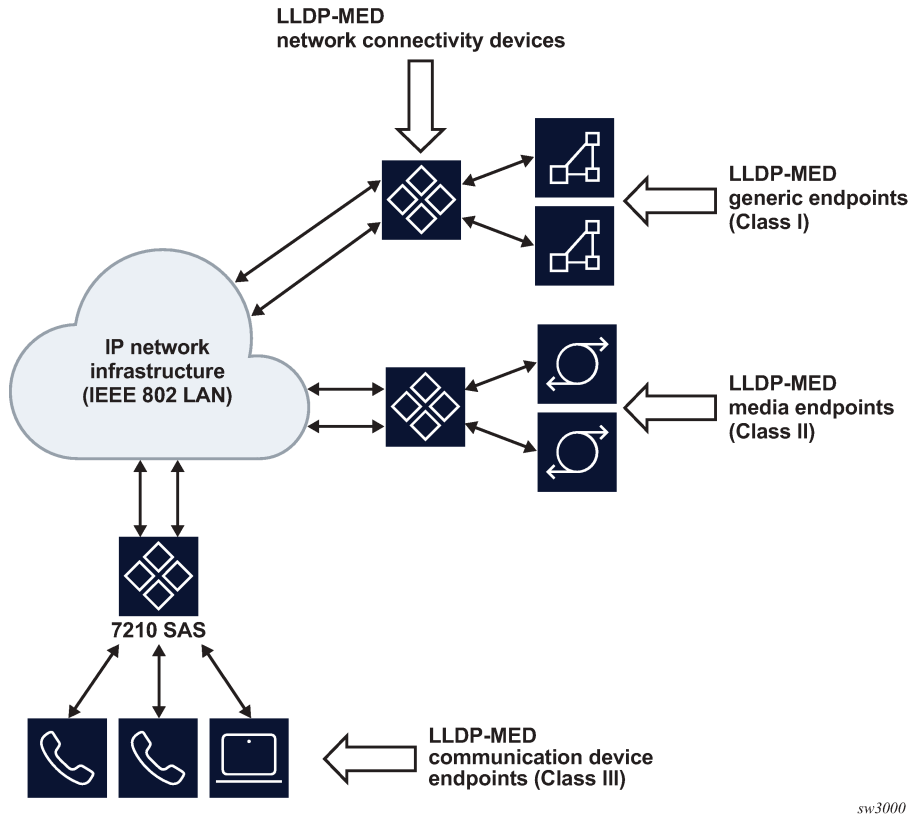 LLDP-MED
network connectivity devices
LLDP-MED
generic endpoints
(Class I)
IP network
infrastructure
(IEEE 802 LAN)
LLDP-MED
media endpoints
(Class II)
7210 SAS
LLDP-MED
communication device
endpoints (Class III)
sw3000